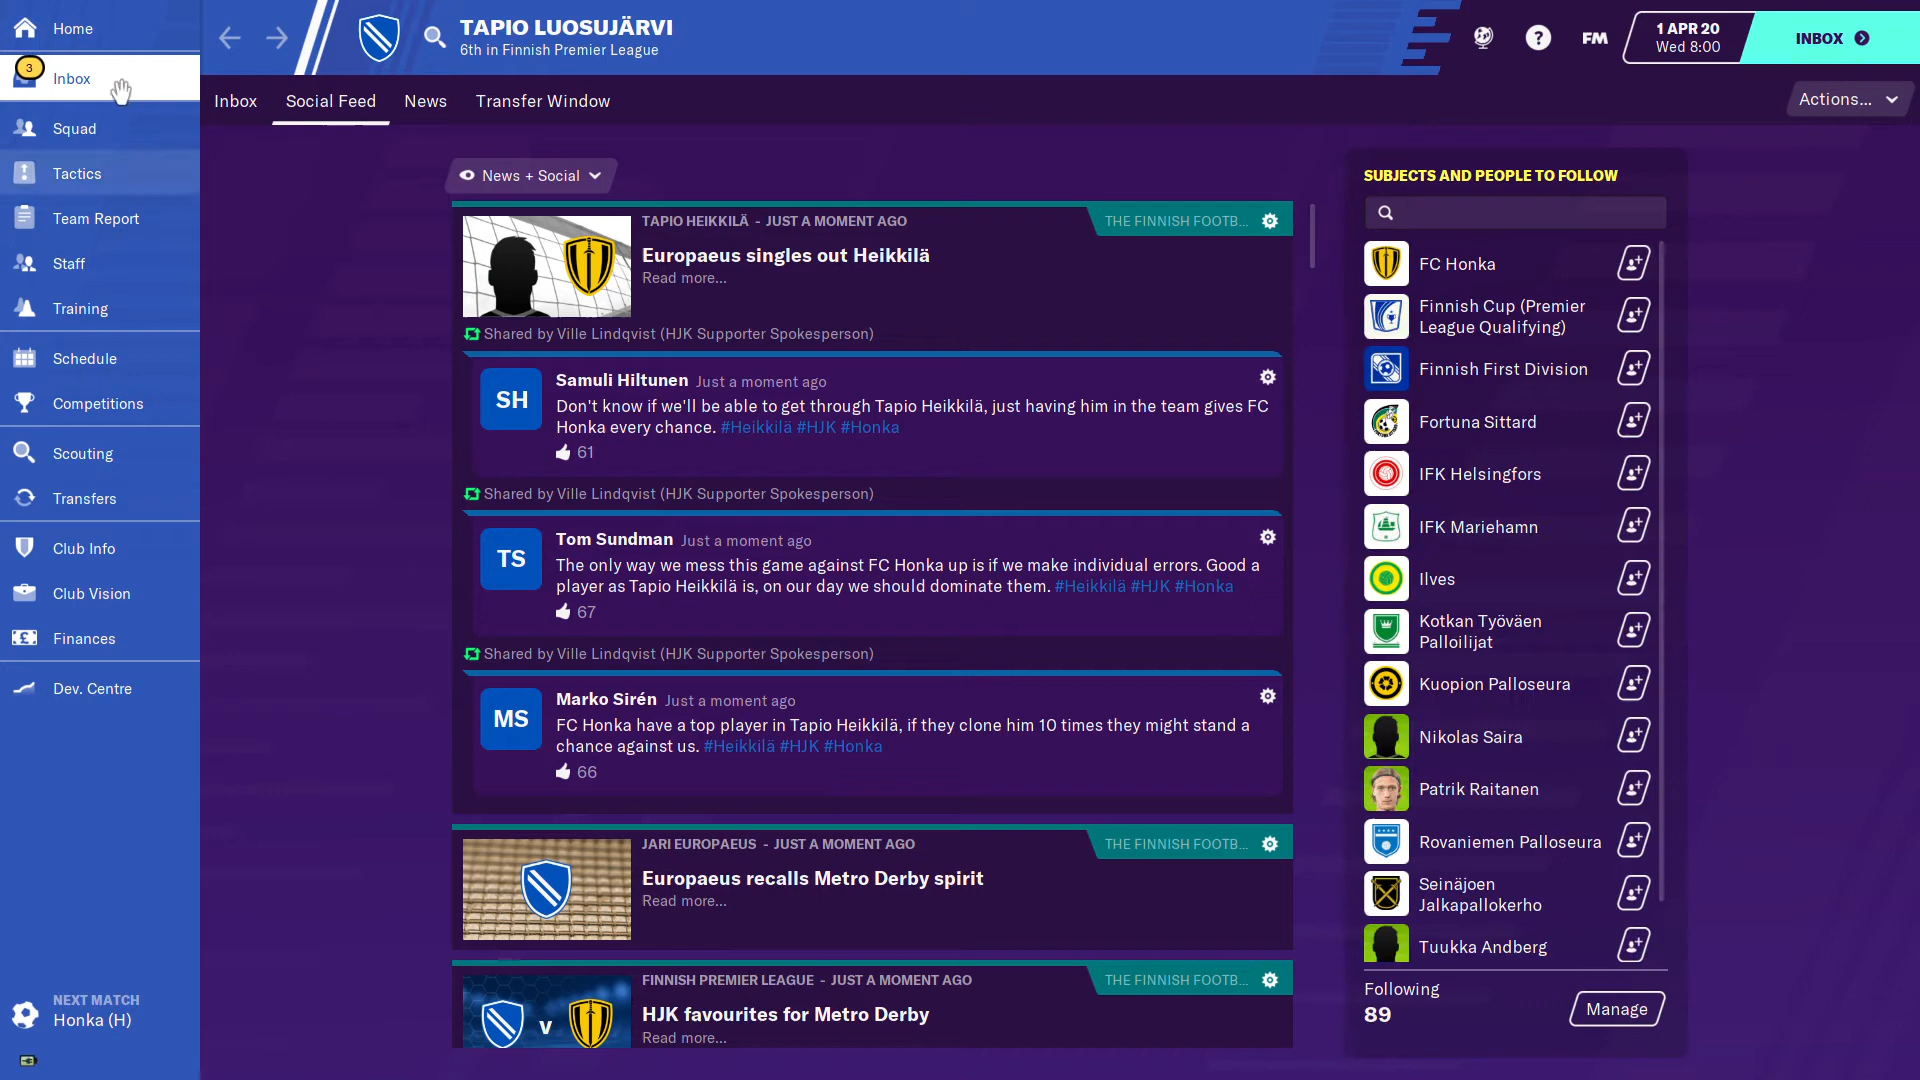 Home
3
Inbox
Squad
Tactics
Team Report
Staff
Training
Schedule
Competitions
Scouting
Transfers
Club Info
Club Vision
Finances
Dev. Centre
NEXT MATCH
Honka (H)
TAPIO LUOSUJÄRVI
6th in Finnish Premier League
?
FM
1 APR 20
Wed 8:00
INBOX
Inbox
Social Feed
News
Transfer Window
Actions...
News + Social
TAPIO HEIKKILÄ - JUST A MOMENT AGO
THE FINNISH FOOTB...
Europaeus singles out Heikkilä
Read more...
Shared by Ville Lindqvist (HJK Supporter Spokesperson)
SH
Samuli Hiltunen Just a moment ago
Don't know if we'll be able to get through Tapio Heikkilä, just having him in the team gives FC
Honka every chance. #Heikkilä #HJK #Honka
61
Shared by Ville Lindqvist (HJK Supporter Spokesperson)
TS
Tom Sundman Just a moment ago
The only way we mess this game against FC Honka up is if we make individual errors. Good a
player as Tapio Heikkilä is, on our day we should dominate them. #Heikkilä #HJK #Honka
67
Shared by Ville Lindqvist (HJK Supporter Spokesperson)
MS
Marko Sirén Just a moment ago
FC Honka have a top player in Tapio Heikkilä, if they clone him 10 times they might stand a
chance against us. #Heikkilä #HJK #Honka
66
JARI EUROPAEUS - JUST A MOMENT AGO
THE FINNISH FOOTB...
Europaeus recalls Metro Derby spirit
Read more...
FINNISH PREMIER LEAGUE - JUST A MOMENT AGO
THE FINNISH FOOTB...
v
HJK favourites for Metro Derby
Read more...
SUBJECTS AND PEOPLE TO FOLLOW
FC Honka
Finnish Cup (Premier
League Qualifying)
Finnish First Division
Fortuna Sittard
IFK Helsingfors
IFK Mariehamn
Ilves
Kotkan Työväen
Palloilijat
Kuopion Palloseura
Nikolas Saira
Patrik Raitanen
Rovaniemen Palloseura
Seinäjoen
Jalkapallokerho
Tuukka Andberg
Following
89
Manage